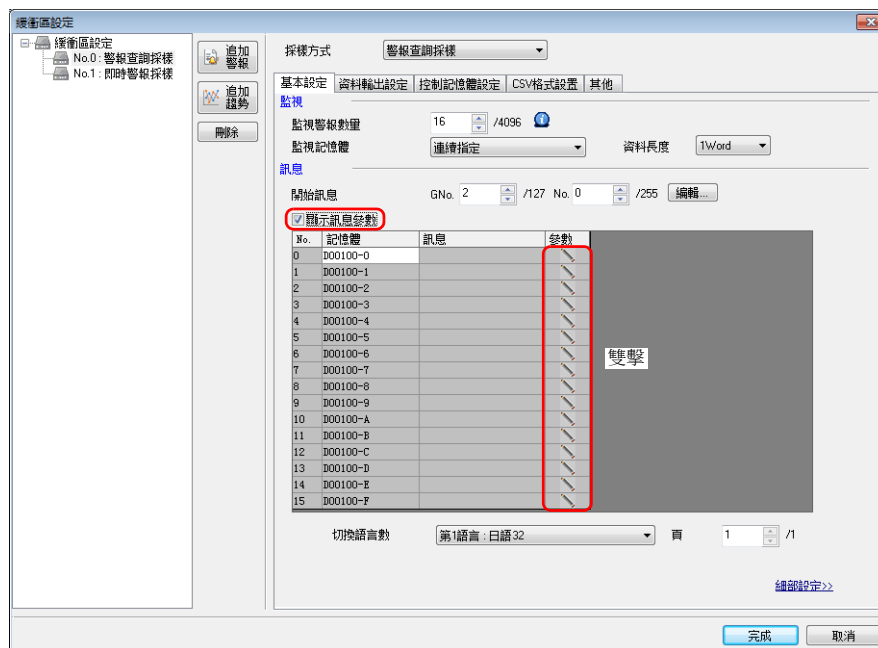 緩衝區設定
緩衝區設定
No.0 : 警報查詢採樣
No.1 : 即時警報採樣
追加警報
追加趨勢
刪除
採樣方式 警報查詢採樣
基本設定 資料輸出設定 控制記憶體設定 CSV格式設置 其他
監視
監視警報數量 16 /4096
監視記憶體 連續指定 資料長度 1Word
訊息
開始訊息 GNo. 2 /127 No. 0 /255 編輯...
顯示訊息參數
No. 記憶體 訊息 參數
0 D00100-0
1 D00100-1
2 D00100-2
3 D00100-3
4 D00100-4
5 D00100-5
6 D00100-6
7 D00100-7
8 D00100-8
9 D00100-9
10 D00100-A
11 D00100-B
12 D00100-C
13 D00100-D
14 D00100-E
15 D00100-F
雙擊
切換語言數 第1語言 : 日語32 頁 1 /1
細部設定>>
完成 取消